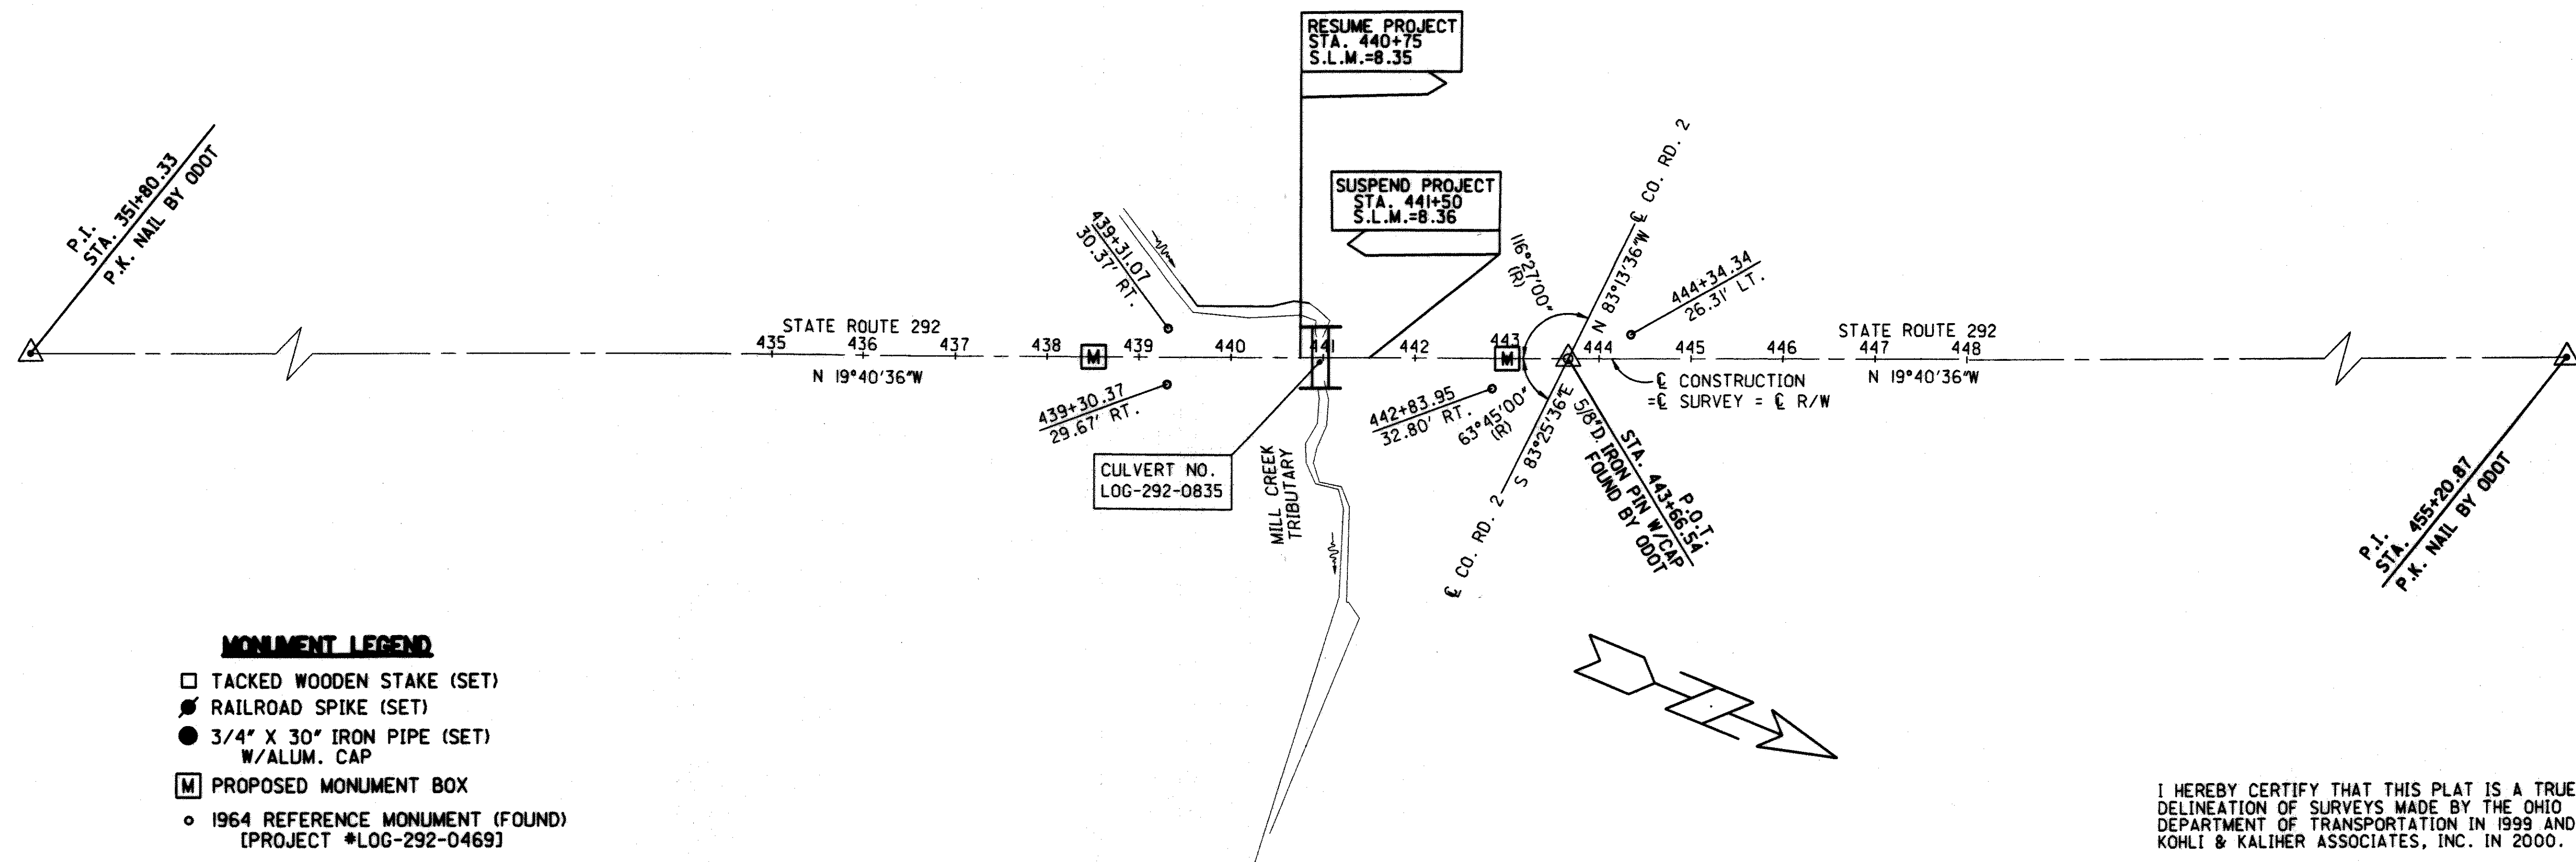 RESUME PROJECT
STA. 440+75
S.L.M.=8.35
SUSPEND PROJECT
STA. 441+50
S.L.M.=8.36
P.I.
STA. 351+80.33
P.K. NAIL BY ODOT
439+31.07
30.37' RT.
116°27'00"
(R)
N 83°13'36"W
℄ CO. RD. 2
444+34.34
26.31' LT.
STATE ROUTE 292
STATE ROUTE 292
435
436
437
438
M
439
440
441
442
443
M
444
445
446
447
448
N 19°40'36"W
N 19°40'36"W
℄ CONSTRUCTION
=℄ SURVEY = ℄ R/W
439+30.37
29.67' RT.
442+83.95
32.80' RT.
63°45'00"
(R)
S 83°25'36"E
℄ CO. RD. 2
P.O.T.
STA. 443+66.54
5/8"D. IRON PIN W/CAP
FOUND BY ODOT
CULVERT NO.
LOG-292-0835
MILL CREEK
TRIBUTARY
P.I.
STA. 455+20.87
P.K. NAIL BY ODOT
MONUMENT LEGEND
TACKED WOODEN STAKE (SET)
RAILROAD SPIKE (SET)
3/4" X 30" IRON PIPE (SET)
W/ALUM. CAP
M PROPOSED MONUMENT BOX
1964 REFERENCE MONUMENT (FOUND)
[PROJECT #LOG-292-0469]
I HEREBY CERTIFY THAT THIS PLAT IS A TRUE
DELINEATION OF SURVEYS MADE BY THE OHIO
DEPARTMENT OF TRANSPORTATION IN 1999 AND
KOHLI & KALIHER ASSOCIATES, INC. IN 2000.